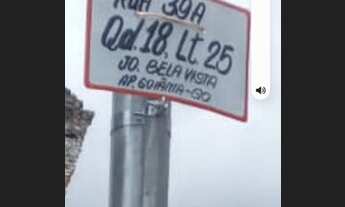 RUA 39A
Qd.18, Lt.25
JD. BELA VISTA
AP. GOIÂNIA-GO